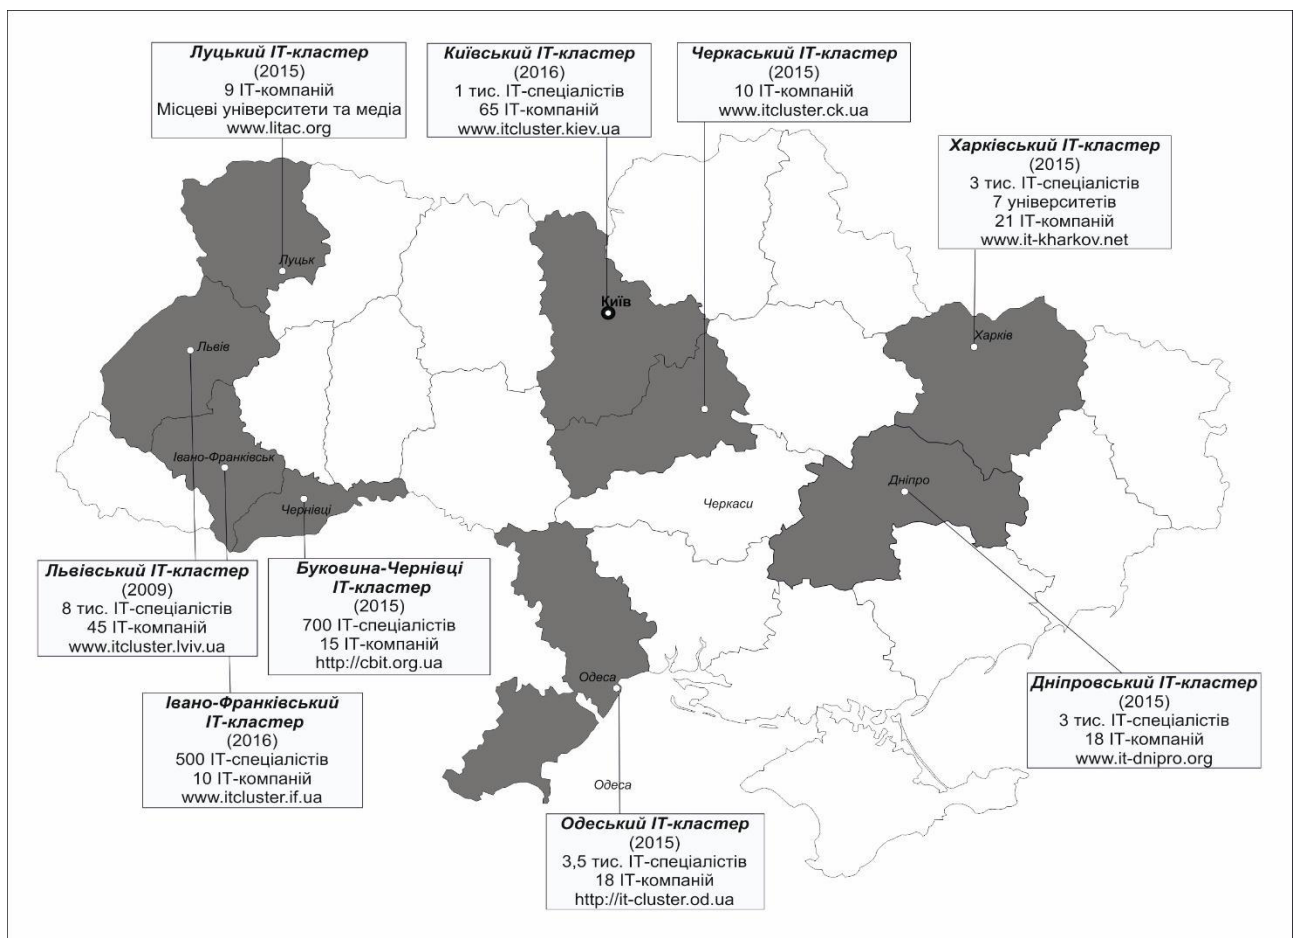 Луцький ІТ-кластер
(2015)
9 ІТ-компаній
Місцеві університети та медіа
www.litac.org
Київський ІТ-кластер
(2016)
1 тис. ІТ-спеціалістів
65 ІТ-компаній
www.itcluster.kiev.ua
Черкаський ІТ-кластер
(2015)
10 ІТ-компаній
www.itcluster.ck.ua
Харківський ІТ-кластер
(2015)
3 тис. ІТ-спеціалістів
7 університетів
21 ІТ-компаній
www.it-kharkov.net
Луцьк
Київ
Львів
Харків
Івано-Франківськ
Чернівці
Черкаси
Дніпро
Львівський ІТ-кластер
(2009)
8 тис. ІТ-спеціалістів
45 ІТ-компаній
www.itcluster.lviv.ua
Буковина-Чернівці
ІТ-кластер
(2015)
700 ІТ-спеціалістів
15 ІТ-компаній
http://cbit.org.ua
Одеса
Івано-Франківський
ІТ-кластер
(2016)
500 ІТ-спеціалістів
10 ІТ-компаній
www.itcluster.if.ua
Дніпровський ІТ-кластер
(2015)
3 тис. ІТ-спеціалістів
18 ІТ-компаній
www.it-dnipro.org
Одеса
Одеський ІТ-кластер
(2015)
3,5 тис. ІТ-спеціалістів
18 ІТ-компаній
http://it-cluster.od.ua